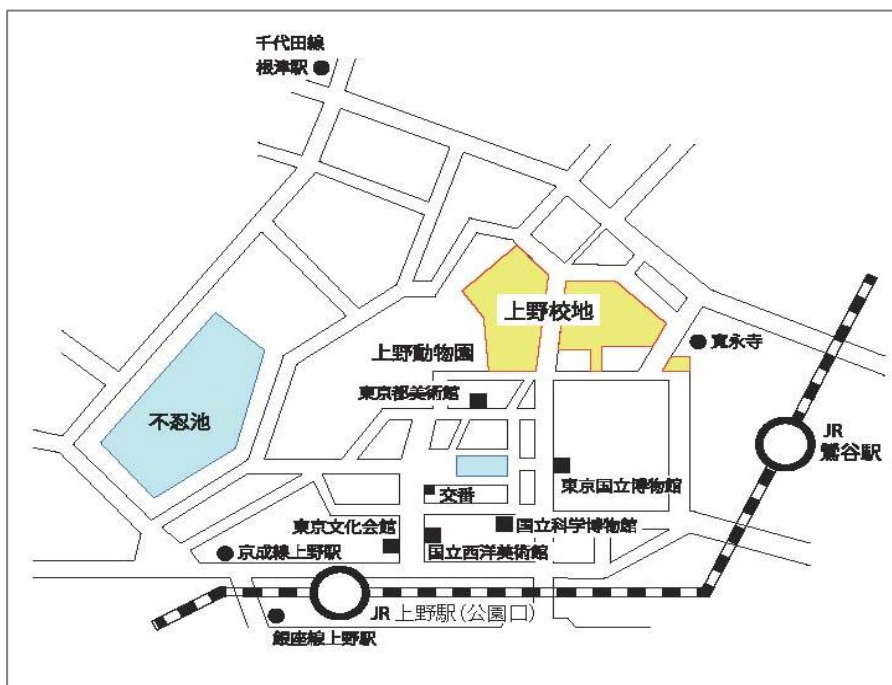 千代田線
根津駅
上野校地
寛永寺
上野動物園
東京都美術館
不忍池
JR
鶯谷駅
東京国立博物館
交番
東京文化会館
国立科学博物館
京成線上野駅
国立西洋美術館
JR 上野駅(公園口)
銀座線上野駅